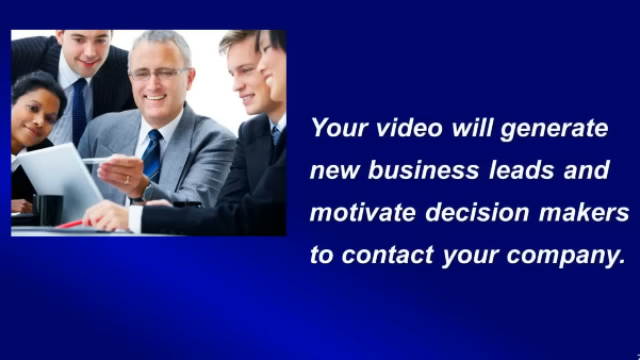 Your video will generate
new business leads and
motivate decision makers
to contact your company.